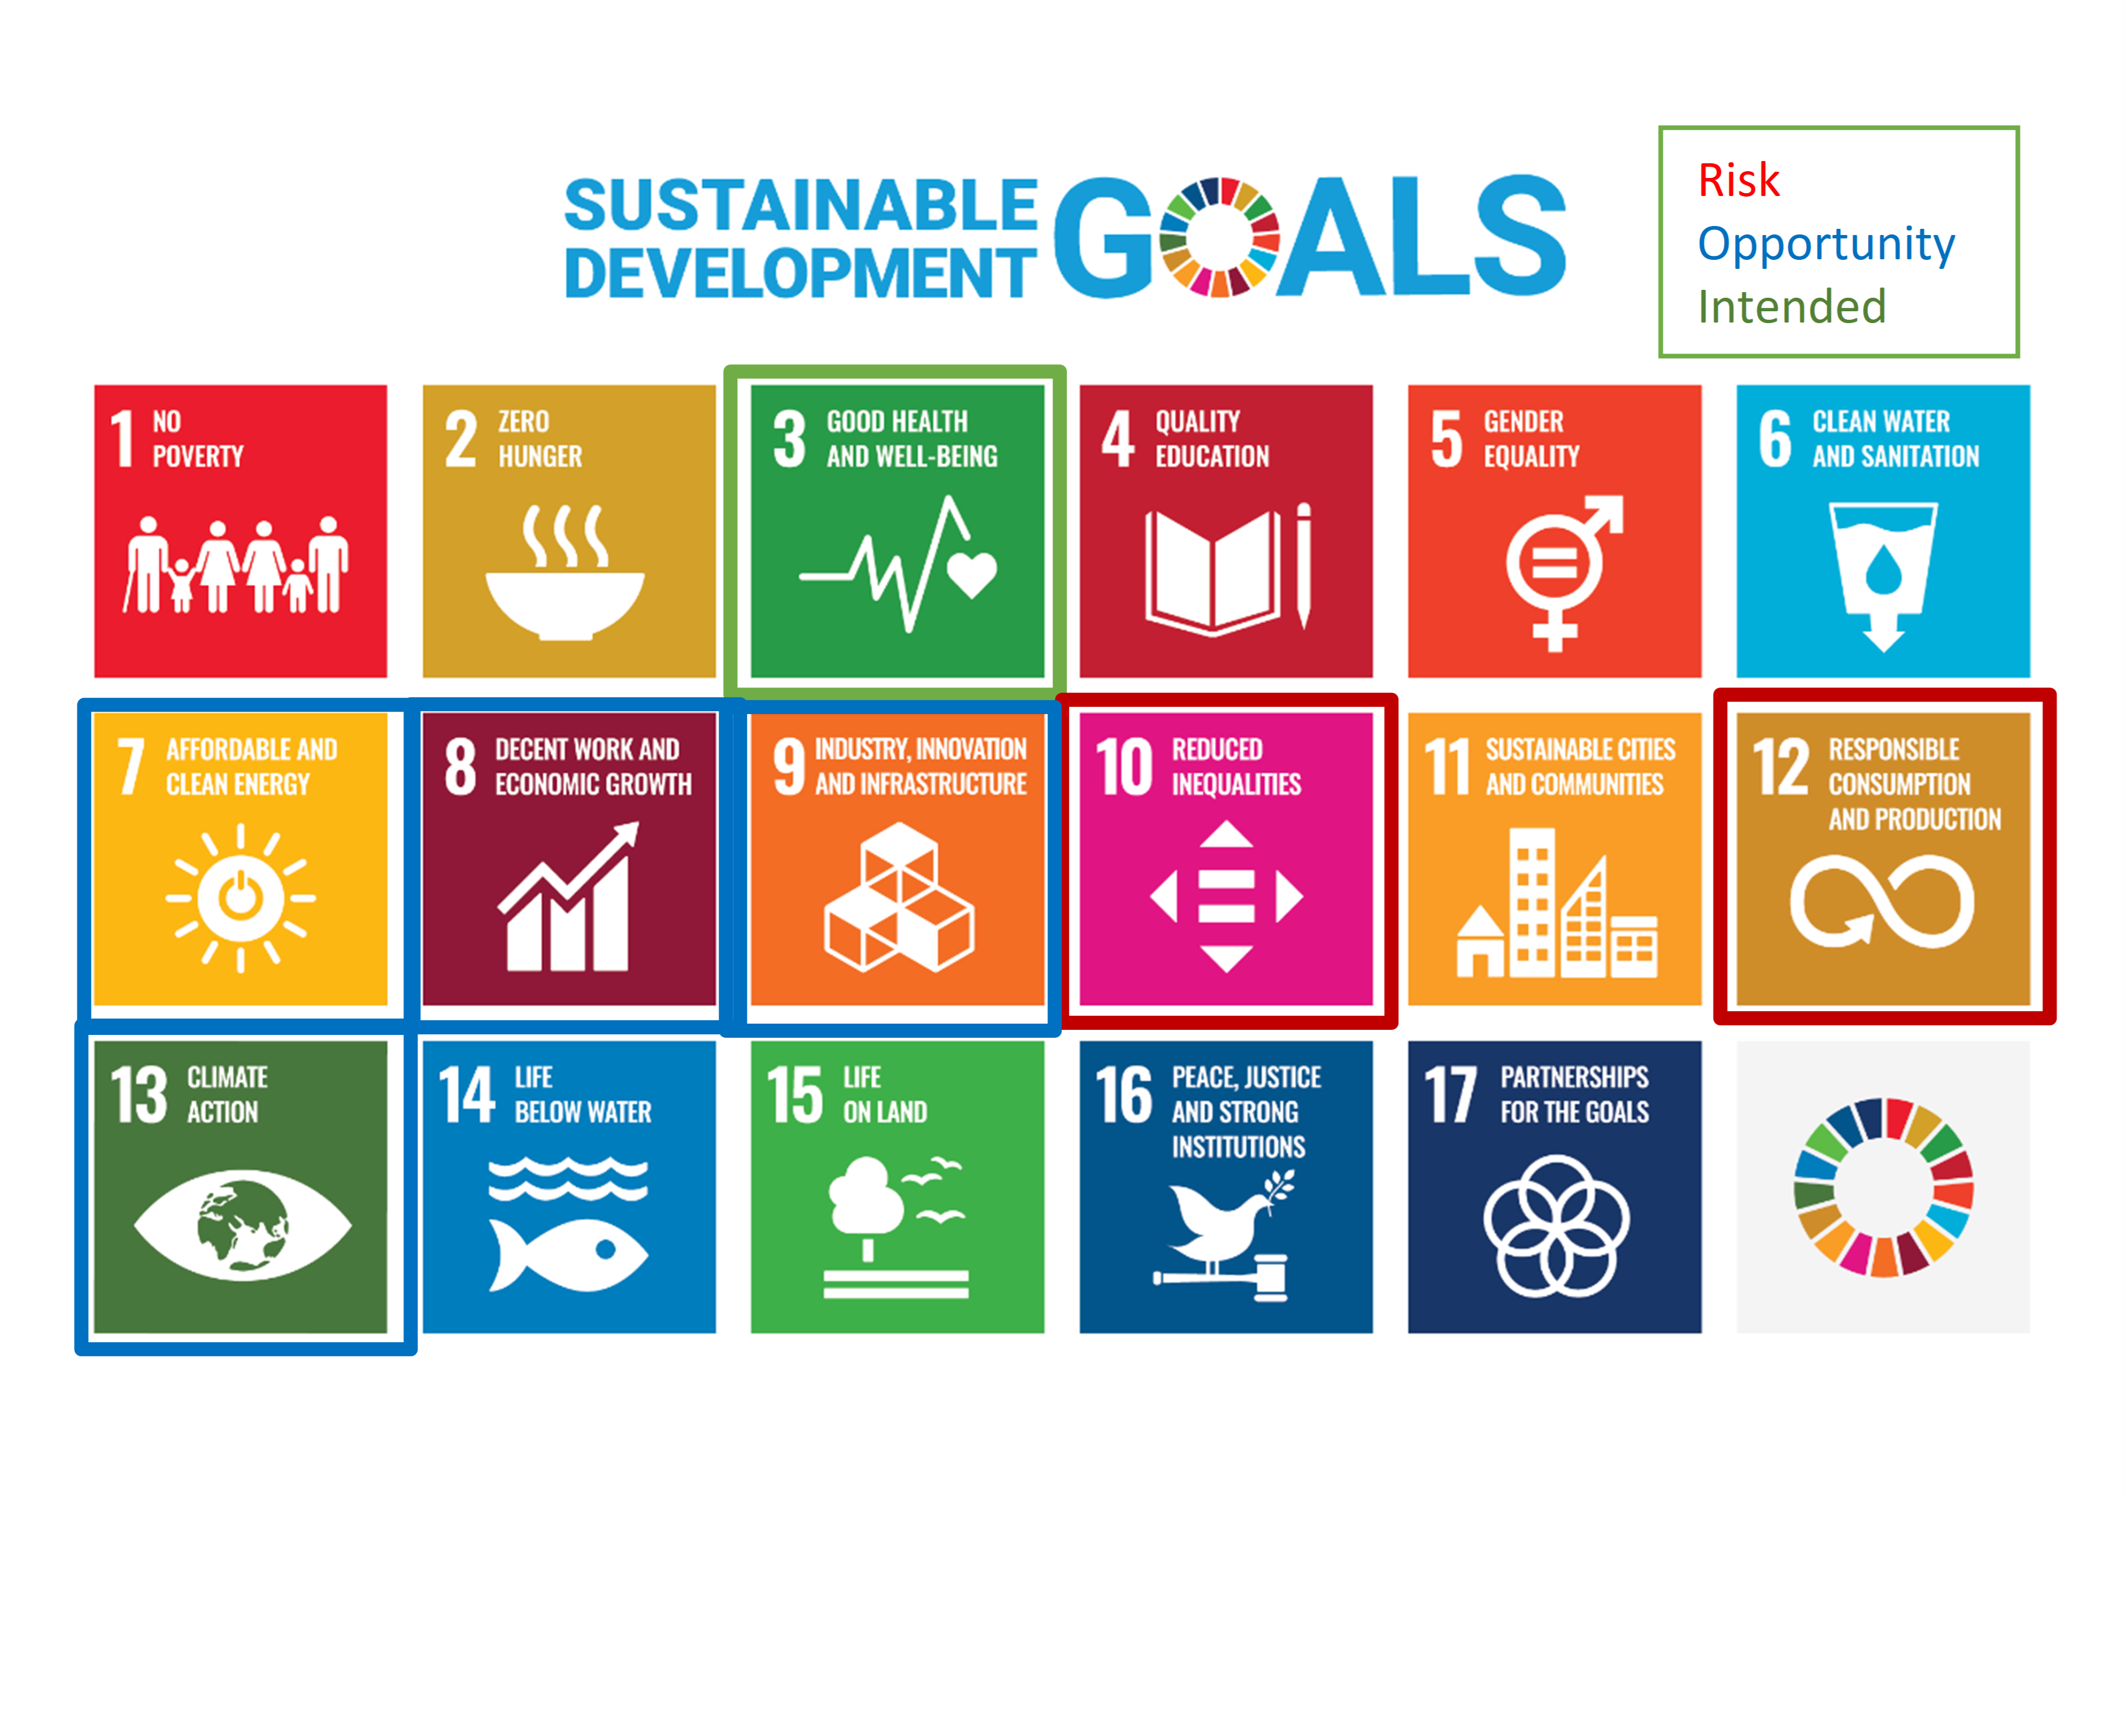 SUSTAINABLE
DEVELOPMENT
GOALS
Risk
Opportunity
Intended
1 NO
POVERTY
2 ZERO
HUNGER
3 GOOD HEALTH
AND WELL-BEING
4 QUALITY
EDUCATION
5 GENDER
EQUALITY
6 CLEAN WATER
AND SANITATION
7 AFFORDABLE AND
CLEAN ENERGY
8 DECENT WORK AND
ECONOMIC GROWTH
9 INDUSTRY, INNOVATION
AND INFRASTRUCTURE
10 REDUCED
INEQUALITIES
11 SUSTAINABLE CITIES
AND COMMUNITIES
12 RESPONSIBLE
CONSUMPTION
AND PRODUCTION
13 CLIMATE
ACTION
14 LIFE
BELOW WATER
15 LIFE
ON LAND
16 PEACE, JUSTICE
AND STRONG
INSTITUTIONS
17 PARTNERSHIPS
FOR THE GOALS